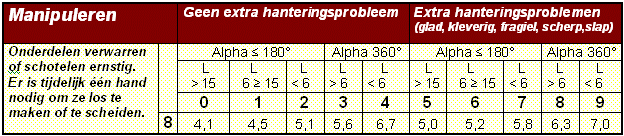 Manipuleren
Geen extra hanteringsprobleem
Extra hanteringsproblemen
(glad, kleverig, fragiel, scherp,slap)
Onderdelen verwarren
of schotelen ernstig.
Er is tijdelijk één hand
nodig om ze los te
maken of te scheiden.
Alpha ≤ 180° Alpha 360° Alpha ≤ 180° Alpha 360°
L L L L L L L L L L
> 15 6 ≥ 15 < 6 > 6 < 6 > 15 6 ≥ 15 < 6 > 6 < 6
0 1 2 3 4 5 6 7 8 9
8 4,1 4,5 5,1 5,6 6,7 5,0 5,2 5,8 6,3 7,0